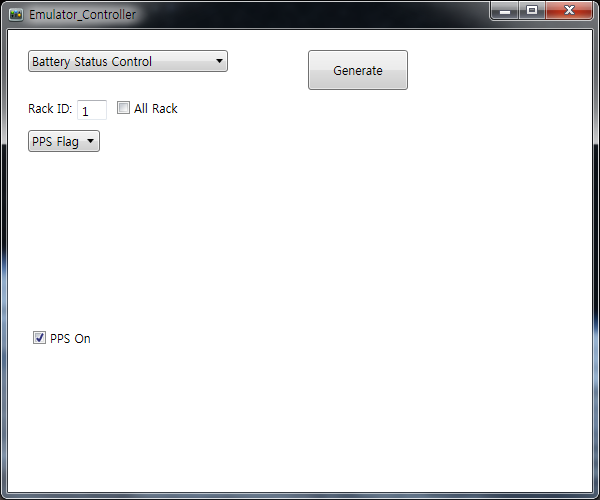 Emulator_Controller
Battery Status Control
Generate
Rack ID: 1 All Rack
PPS Flag
PPS On